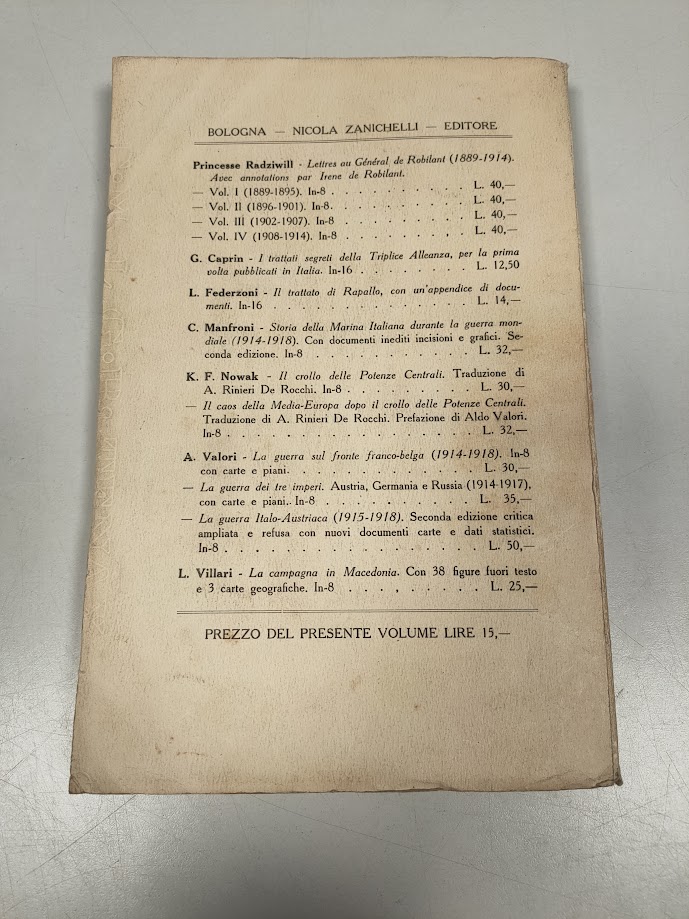 BOLOGNA — NICOLA ZANICHELLI — EDITORE
Princesse Radziwill - Lettres au Général de Robilant (1889-1914).
Avec annotations par Irene de Robilant.
— Vol. I (1889-1895). In-8 . . . . . . . . . . L. 40,—
— Vol. II (1896-1901). In-8. . . . . . . . . . L. 40,—
— Vol. III (1902-1907). In-8 . . . . . . . . . L. 40,—
— Vol. IV (1908-1914). In-8 . . . . . . . . . L. 40,—
G. Caprin - I trattati segreti della Triplice Alleanza, per la prima
volta pubblicati in Italia. In-16 . . . . . . . . L. 12,50
L. Federzoni - Il trattato di Rapallo, con un'appendice di docu-
menti. In-16 . . . . . . . . . . . . . . L. 14,—
C. Manfroni - Storia della Marina Italiana durante la guerra mon-
diale (1914-1918). Con documenti inediti incisioni e grafici. Se-
conda edizione. In-8 . . . . . . . . . . . L. 32,—
K. F. Nowak - Il crollo delle Potenze Centrali. Traduzione di
A. Rinieri De Rocchi. In-8 . . . . . . . . . L. 30,—
— Il caos della Media-Europa dopo il crollo delle Potenze Centrali.
Traduzione di A. Rinieri De Rocchi. Prefazione di Aldo Valori.
In-8 . . . . . . . . . . . . . . . . . L. 32,—
A. Valori - La guerra sul fronte franco-belga (1914-1918). In-8
con carte e piani. . . . . . . . . . . . . L. 30,—
— La guerra dei tre imperi. Austria, Germania e Russia (1914-1917),
con carte e piani.. In-8 . . . . . . . . . . L. 35,—
— La guerra Italo-Austriaca (1915-1918). Seconda edizione critica
ampliata e refusa con nuovi documenti carte e dati statistici.
In-8 . . . . . . . . . . . . . . . . . L. 50,—
L. Villari - La campagna in Macedonia. Con 38 figure fuori testo
e 3 carte geografiche. In-8 . . . . . . . . . L. 25,—
PREZZO DEL PRESENTE VOLUME LIRE 15,—